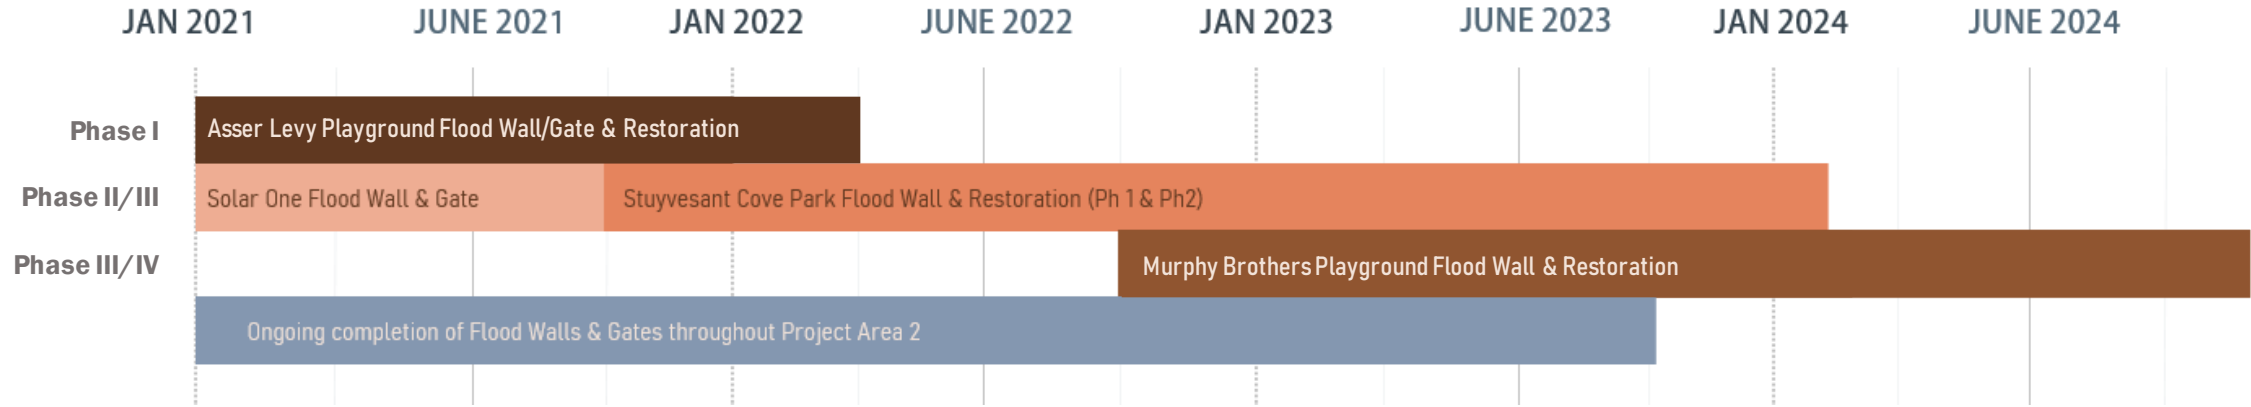 JAN 2021 JUNE 2021 JAN 2022 JUNE 2022 JAN 2023 JUNE 2023 JAN 2024 JUNE 2024
Phase I Asser Levy Playground Flood Wall/Gate & Restoration
Phase II/III Solar One Flood Wall & Gate Stuyvesant Cove Park Flood Wall & Restoration (Ph 1 & Ph2)
Phase III/IV Murphy Brothers Playground Flood Wall & Restoration
Ongoing completion of Flood Walls & Gates throughout Project Area 2